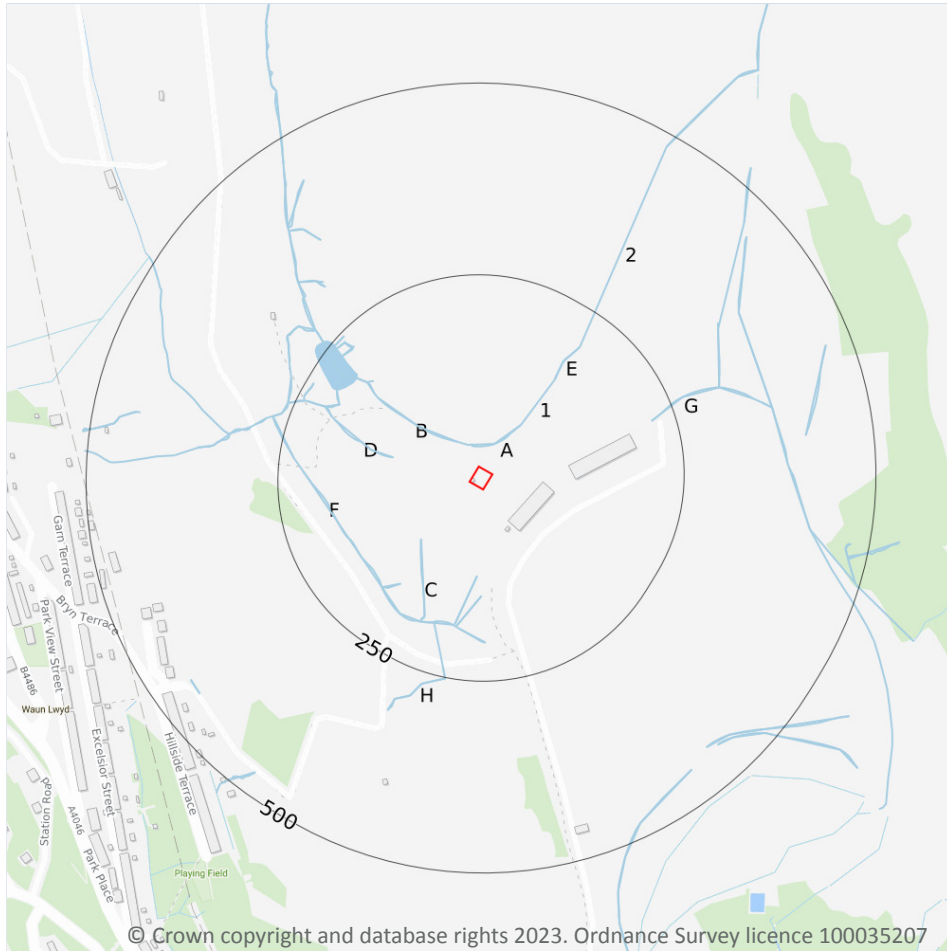 2
E
G
1
B
A
D
F
Garn Terrace
C
Bryn Terrace
Park View Street
250
B4486
H
Waun Lwyd
Excelsior Street
Hillside Terrace
Station Road
500
A4046
Park Place
Playing Field
© Crown copyright and database rights 2023. Ordnance Survey licence 100035207